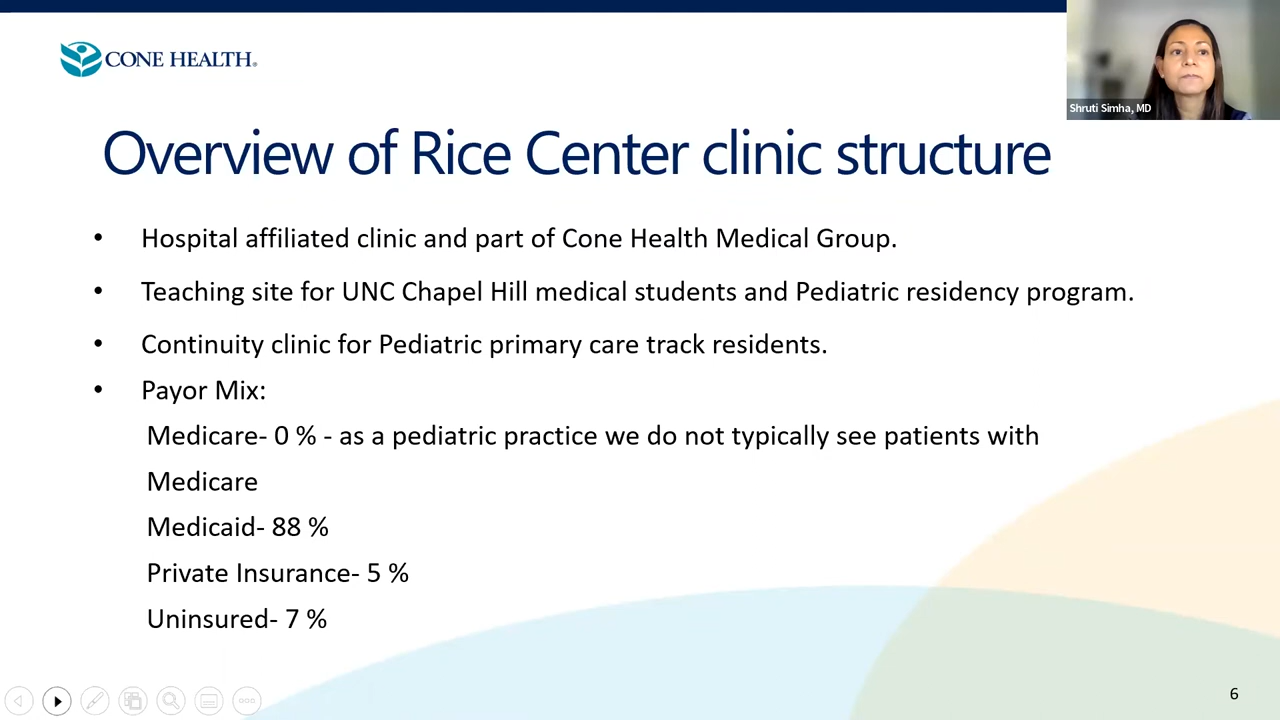 CONE HEALTH®
Shruti Simha, MD
Overview of Rice Center clinic structure
• Hospital affiliated clinic and part of Cone Health Medical Group.
• Teaching site for UNC Chapel Hill medical students and Pediatric residency program.
• Continuity clinic for Pediatric primary care track residents.
• Payor Mix:
Medicare- 0 % - as a pediatric practice we do not typically see patients with
Medicare
Medicaid- 88 %
Private Insurance- 5 %
Uninsured- 7 %
6